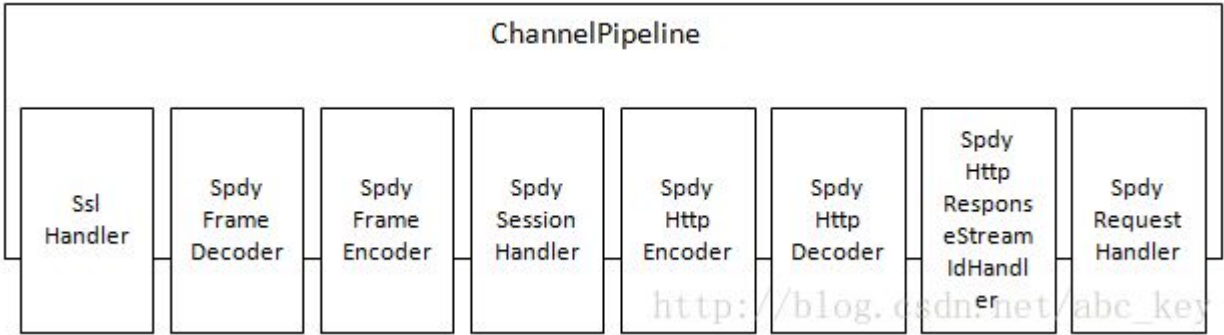 ChannelPipeline
Ssl
Handler
Spdy
Frame
Decoder
Spdy
Frame
Encoder
Spdy
Session
Handler
Spdy
Http
Encoder
Spdy
Http
Decoder
Spdy
Http
Respons
eStream
IdHandl
er
Spdy
Request
Handler
http://blog.csdn.net/abc_key